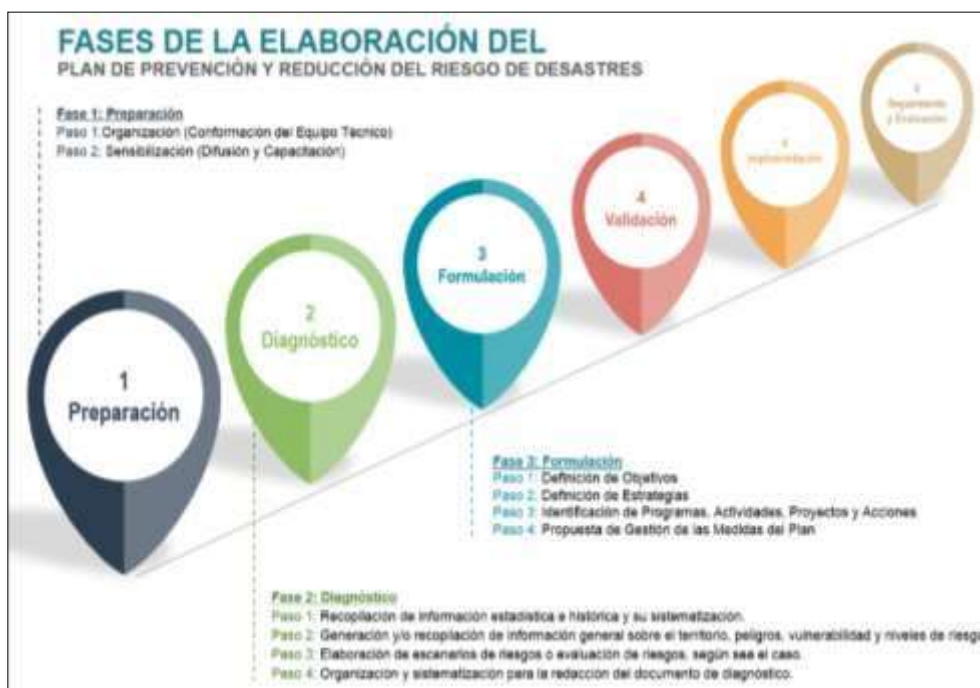 FASES DE LA ELABORACIÓN DEL
PLAN DE PREVENCIÓN Y REDUCCIÓN DEL RIESGO DE DESASTRES
Fase 1: Preparación
Paso 1: Organización (Conformación del Equipo Técnico)
Paso 2: Sensibilización (Difusión y Capacitación)
1
Preparación
2
Diagnóstico
3
Formulación
4
Validación
Implementación
Seguimiento
y Evaluación
Fase 3: Formulación
Paso 1: Definición de Objetivos
Paso 2: Definición de Estrategias
Paso 3: Identificación de Programas, Actividades, Proyectos y Acciones
Paso 4: Propuesta de Gestión de las Medidas del Plan
Fase 2: Diagnóstico
Paso 1: Recopilación de información estadística e histórica y su sistematización.
Paso 2: Generación y/o recopilación de información general sobre el territorio, peligros, vulnerabilidad y niveles de riesgo
Paso 3: Elaboración de escenarios de riesgos o evaluación de riesgos, según sea el caso.
Paso 4: Organización y sistematización para la redacción del documento de diagnóstico.